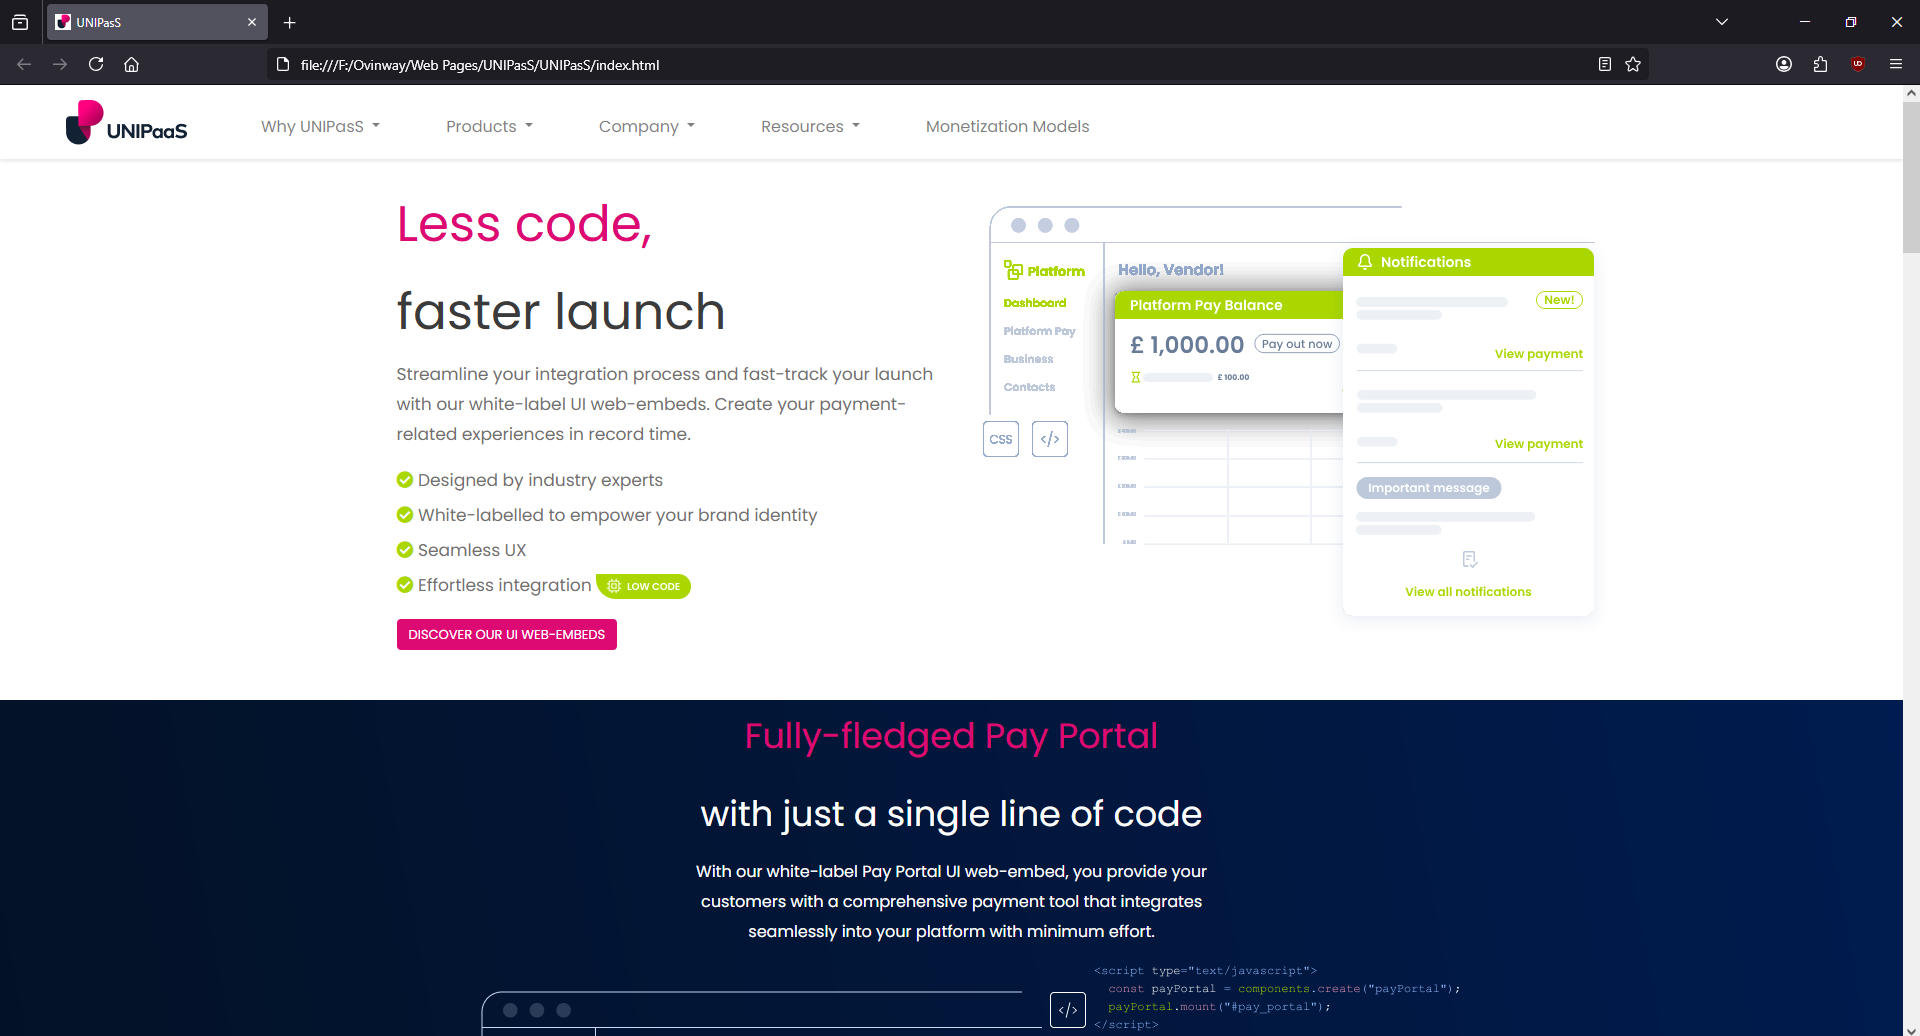 UNIPasS
file:///F:/Ovinway/Web Pages/UNIPasS/UNIPasS/index.html
UNIPaaS
Why UNIPasS
Products
Company
Resources
Monetization Models
Less code,
faster launch
Streamline your integration process and fast-track your launch
with our white-label UI web-embeds. Create your payment-
related experiences in record time.
Designed by industry experts
White-labelled to empower your brand identity
Seamless UX
Effortless integration LOW CODE
DISCOVER OUR UI WEB-EMBEDS
Platform
Dashboard
Platform Pay
Business
Contacts
CSS
</>
Hello, Vendor!
Platform Pay Balance
£ 1,000.00 Pay out now
£ 100.00
Notifications
New!
View payment
View payment
Important message
View all notifications
Fully-fledged Pay Portal
with just a single line of code
With our white-label Pay Portal UI web-embed, you provide your
customers with a comprehensive payment tool that integrates
seamlessly into your platform with minimum effort.
</>
<script type="text/javascript">
const payPortal = components.create("payPortal");
payPortal.mount("#pay_portal");
</script>